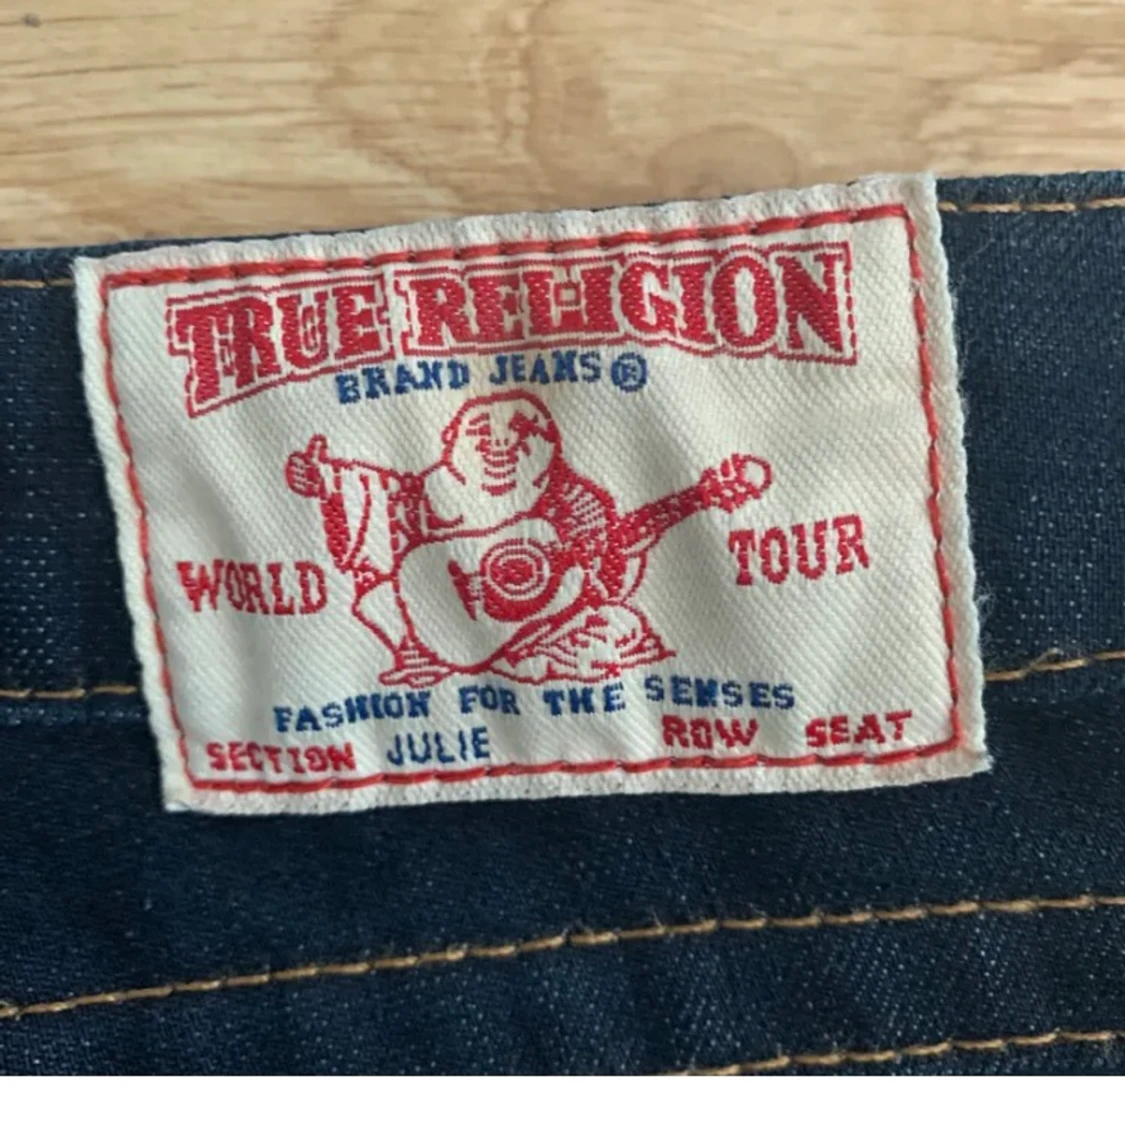 TRUE RELIGION
BRAND JEANS®
WORLD TOUR
FASHION FOR THE SENSES
SECTION JULIE ROW SEAT